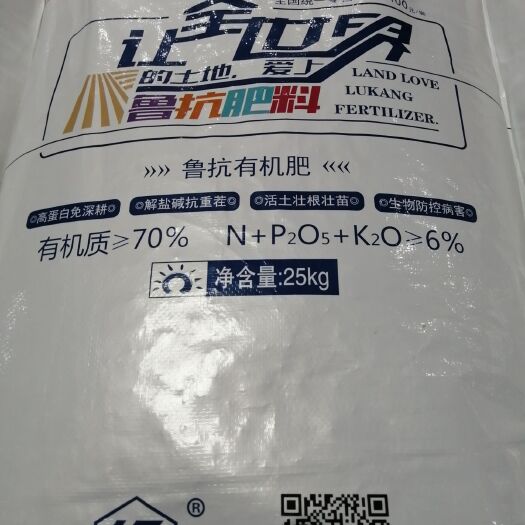 让全世界
的土地，爱上
鲁抗肥料
LAND LOVE
LUKANG
FERTILIZER.
»»» 鲁抗有机肥 «««
◎高蛋白免深耕◎ ◎解盐碱抗重茬◎ ◎活土壮根壮苗◎ ◎生物防控病害◎
有机质≥70% N+P₂O₅+K₂O≥6%
净含量:25kg
®